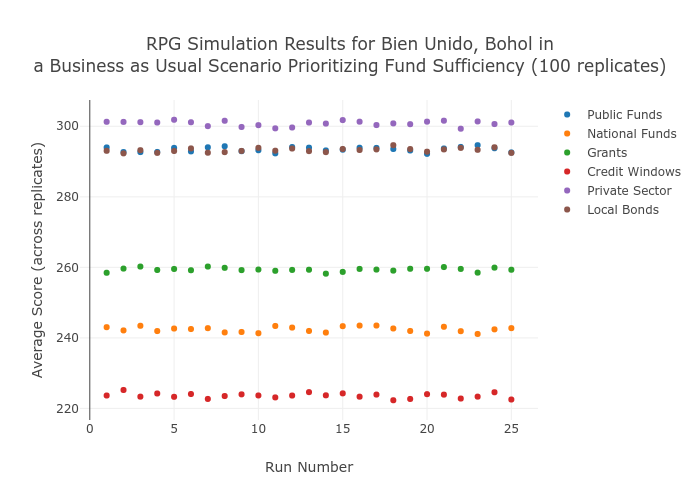 RPG Simulation Results for Bien Unido, Bohol in
a Business as Usual Scenario Prioritizing Fund Sufficiency (100 replicates)
Average Score (across replicates)
300
280
260
240
220
0
5
10
15
20
25
Run Number
Public Funds
National Funds
Grants
Credit Windows
Private Sector
Local Bonds